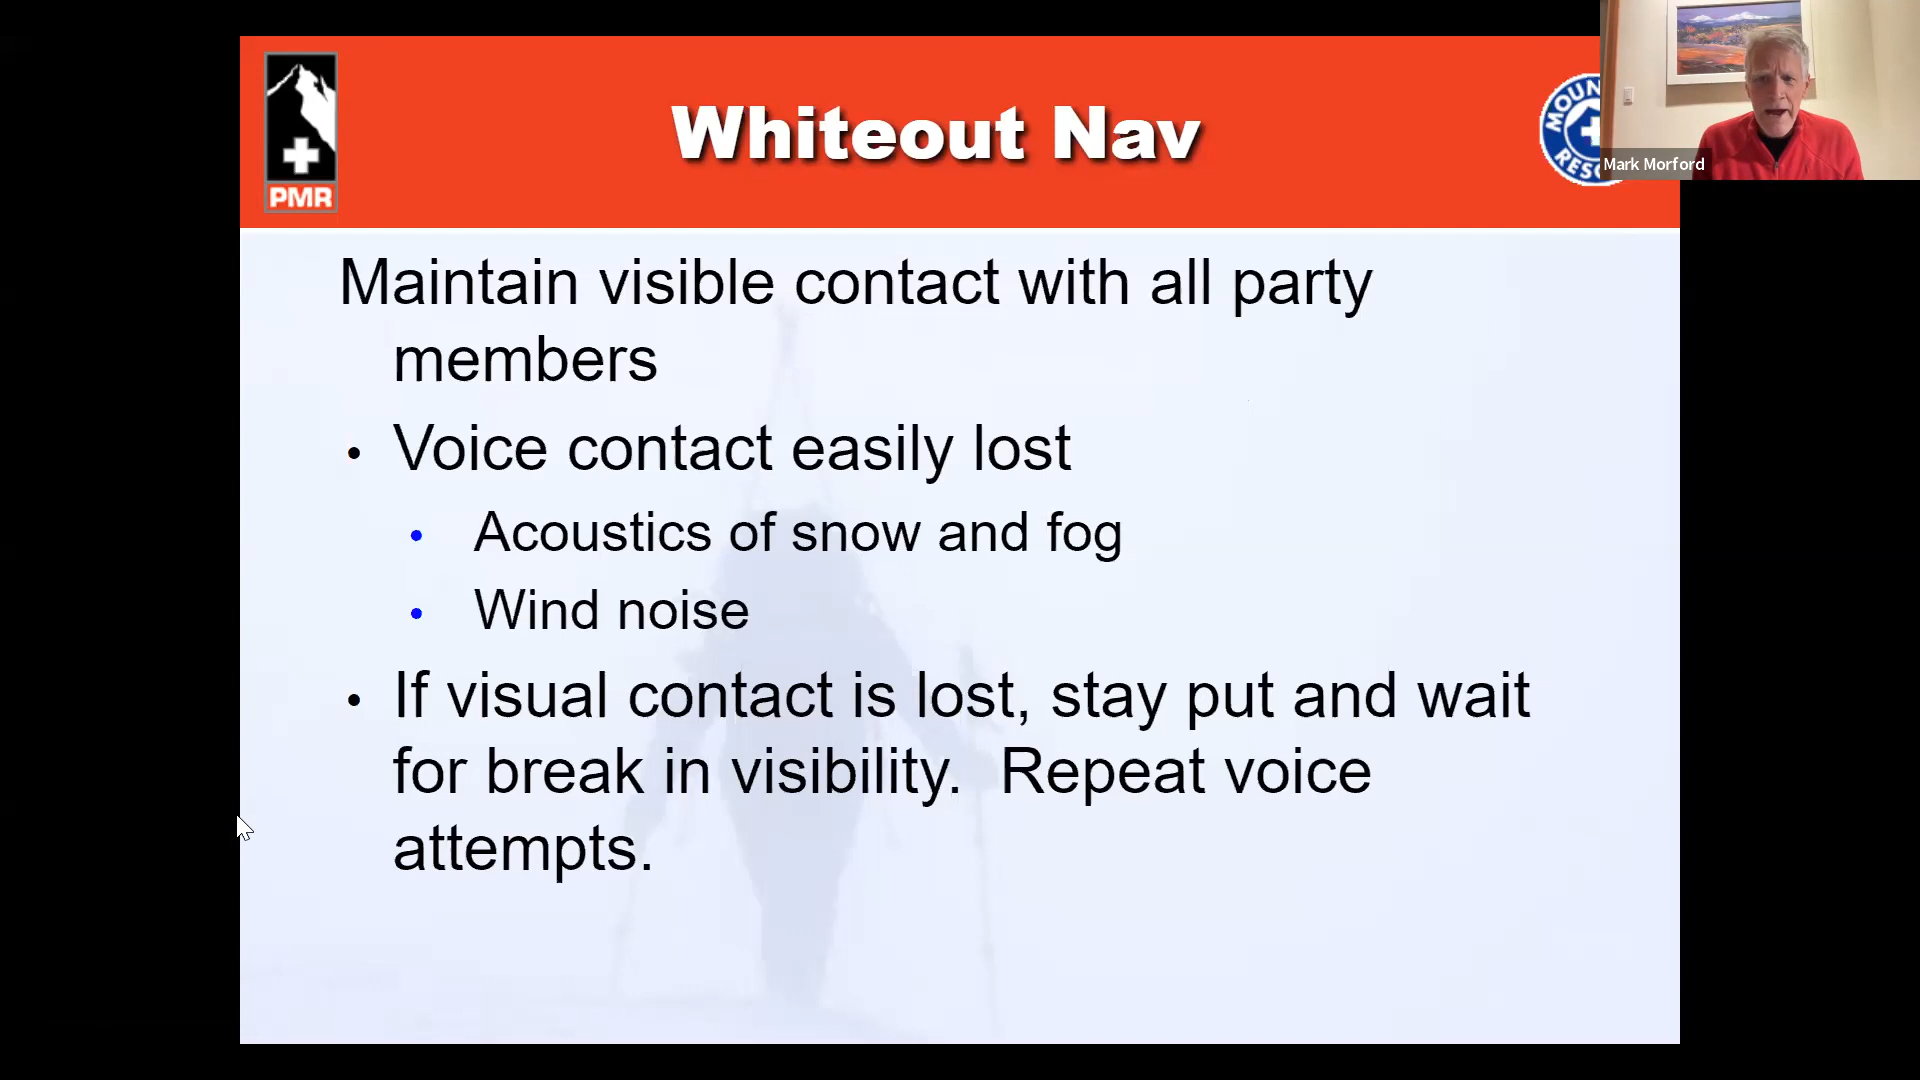 Whiteout Nav
PMR
MOUN
RESC
Mark Morford
Maintain visible contact with all party
members
• Voice contact easily lost
• Acoustics of snow and fog
• Wind noise
• If visual contact is lost, stay put and wait
for break in visibility.  Repeat voice
attempts.